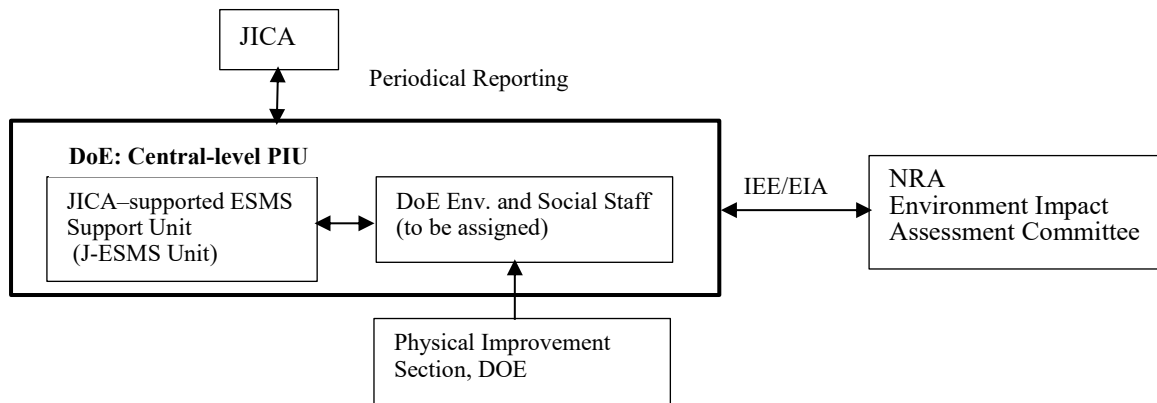 JICA
Periodical Reporting
DoE: Central-level PIU
JICA–supported ESMS
Support Unit
(J-ESMS Unit)
DoE Env. and Social Staff
(to be assigned)
IEE/EIA
NRA
Environment Impact
Assessment Committee
Physical Improvement
Section, DOE